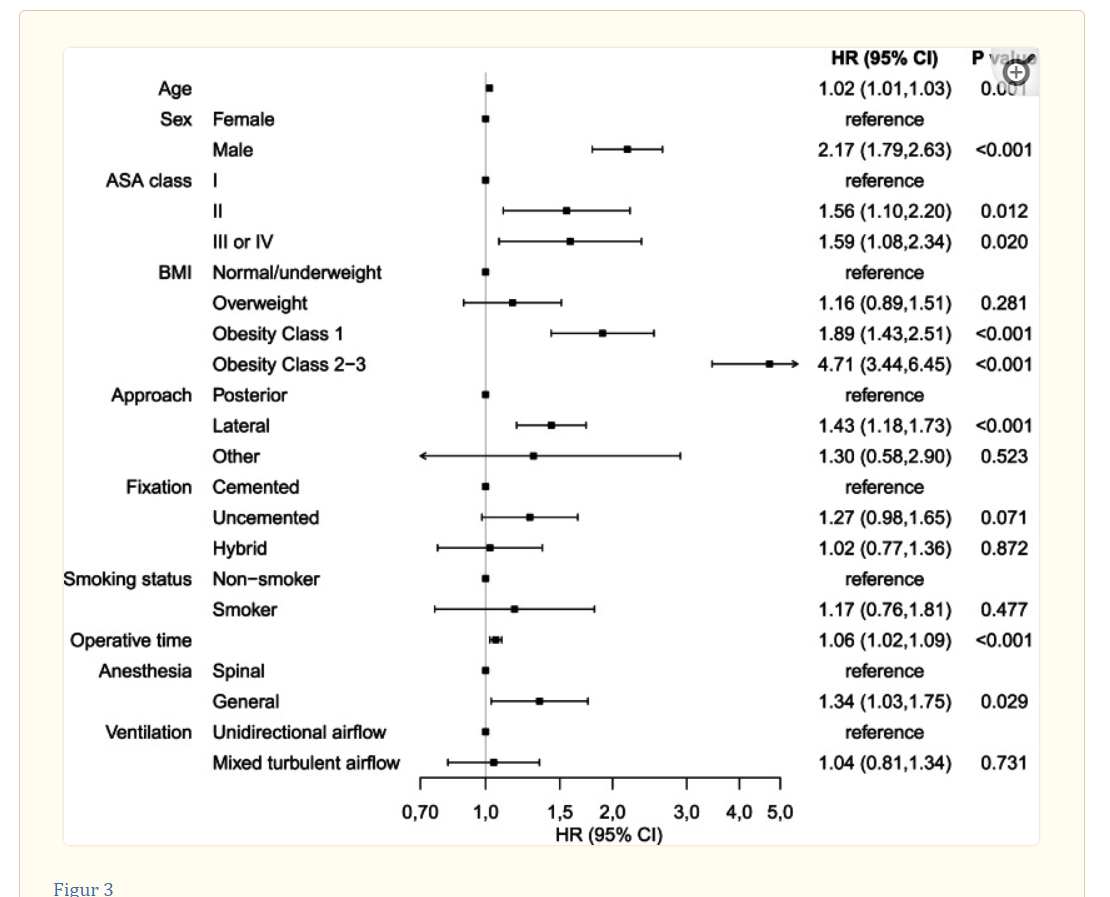 HR (95% CI) P value
Age 1.02 (1.01,1.03) 0.001
Sex Female reference
Male 2.17 (1.79,2.63) <0.001
ASA class I reference
II 1.56 (1.10,2.20) 0.012
III or IV 1.59 (1.08,2.34) 0.020
BMI Normal/underweight reference
Overweight 1.16 (0.89,1.51) 0.281
Obesity Class 1 1.89 (1.43,2.51) <0.001
Obesity Class 2−3 4.71 (3.44,6.45) <0.001
Approach Posterior reference
Lateral 1.43 (1.18,1.73) <0.001
Other 1.30 (0.58,2.90) 0.523
Fixation Cemented reference
Uncemented 1.27 (0.98,1.65) 0.071
Hybrid 1.02 (0.77,1.36) 0.872
Smoking status Non−smoker reference
Smoker 1.17 (0.76,1.81) 0.477
Operative time 1.06 (1.02,1.09) <0.001
Anesthesia Spinal reference
General 1.34 (1.03,1.75) 0.029
Ventilation Unidirectional airflow reference
Mixed turbulent airflow 1.04 (0.81,1.34) 0.731
0,70 1,0 1,5 2,0 3,0 4,0 5,0
HR (95% CI)
Figur 3